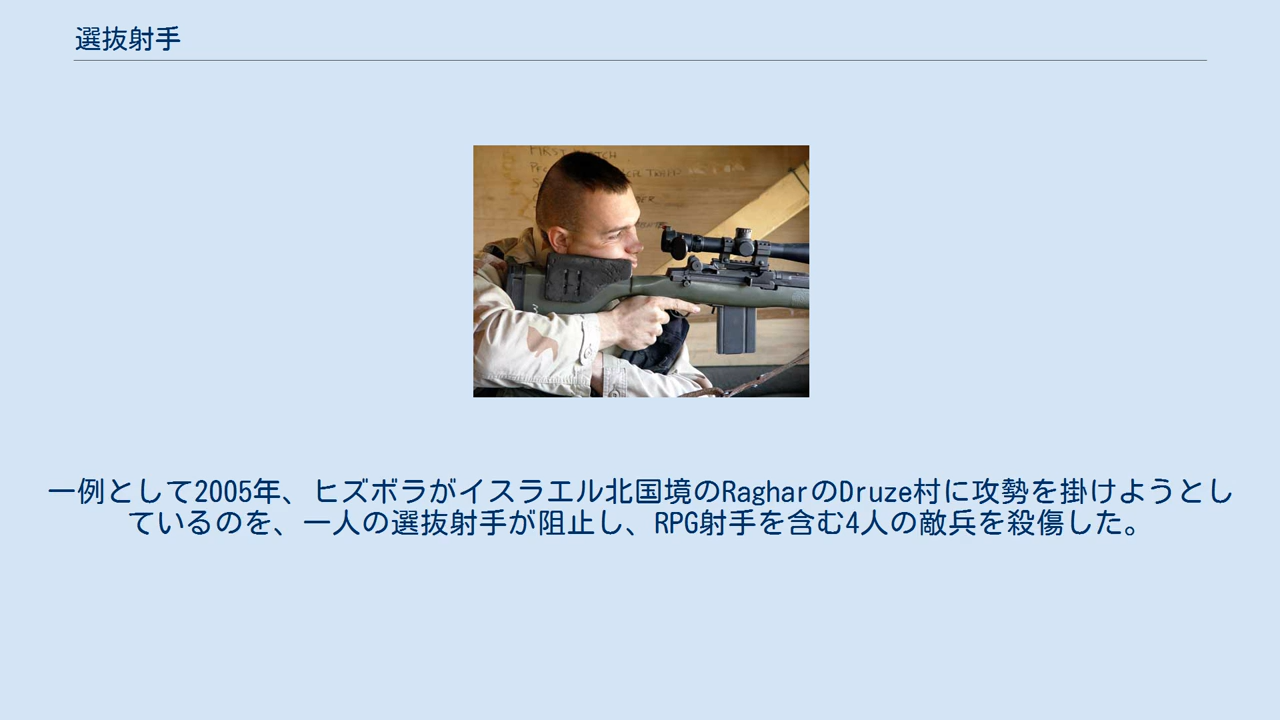 選抜射手
FIRST
一例として2005年、ヒズボラがイスラエル北国境のRagharのDruze村に攻勢を掛けようとし
ているのを、一人の選抜射手が阻止し、RPG射手を含む4人の敵兵を殺傷した。